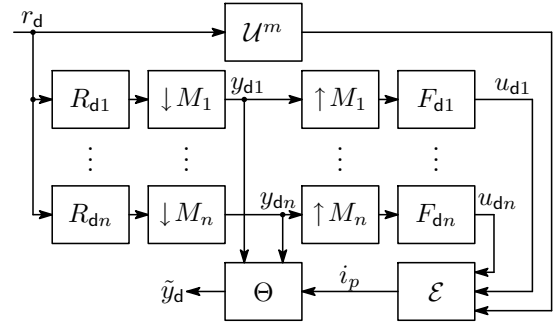 r_d
𝒰^m
R_d1 ↓M_1 y_d1 ↑M_1 F_d1 u_d1
⋮ ⋮ ⋮ ⋮
R_dn ↓M_n y_dn ↑M_n F_dn u_dn
ỹ_d Θ i_p ℰ